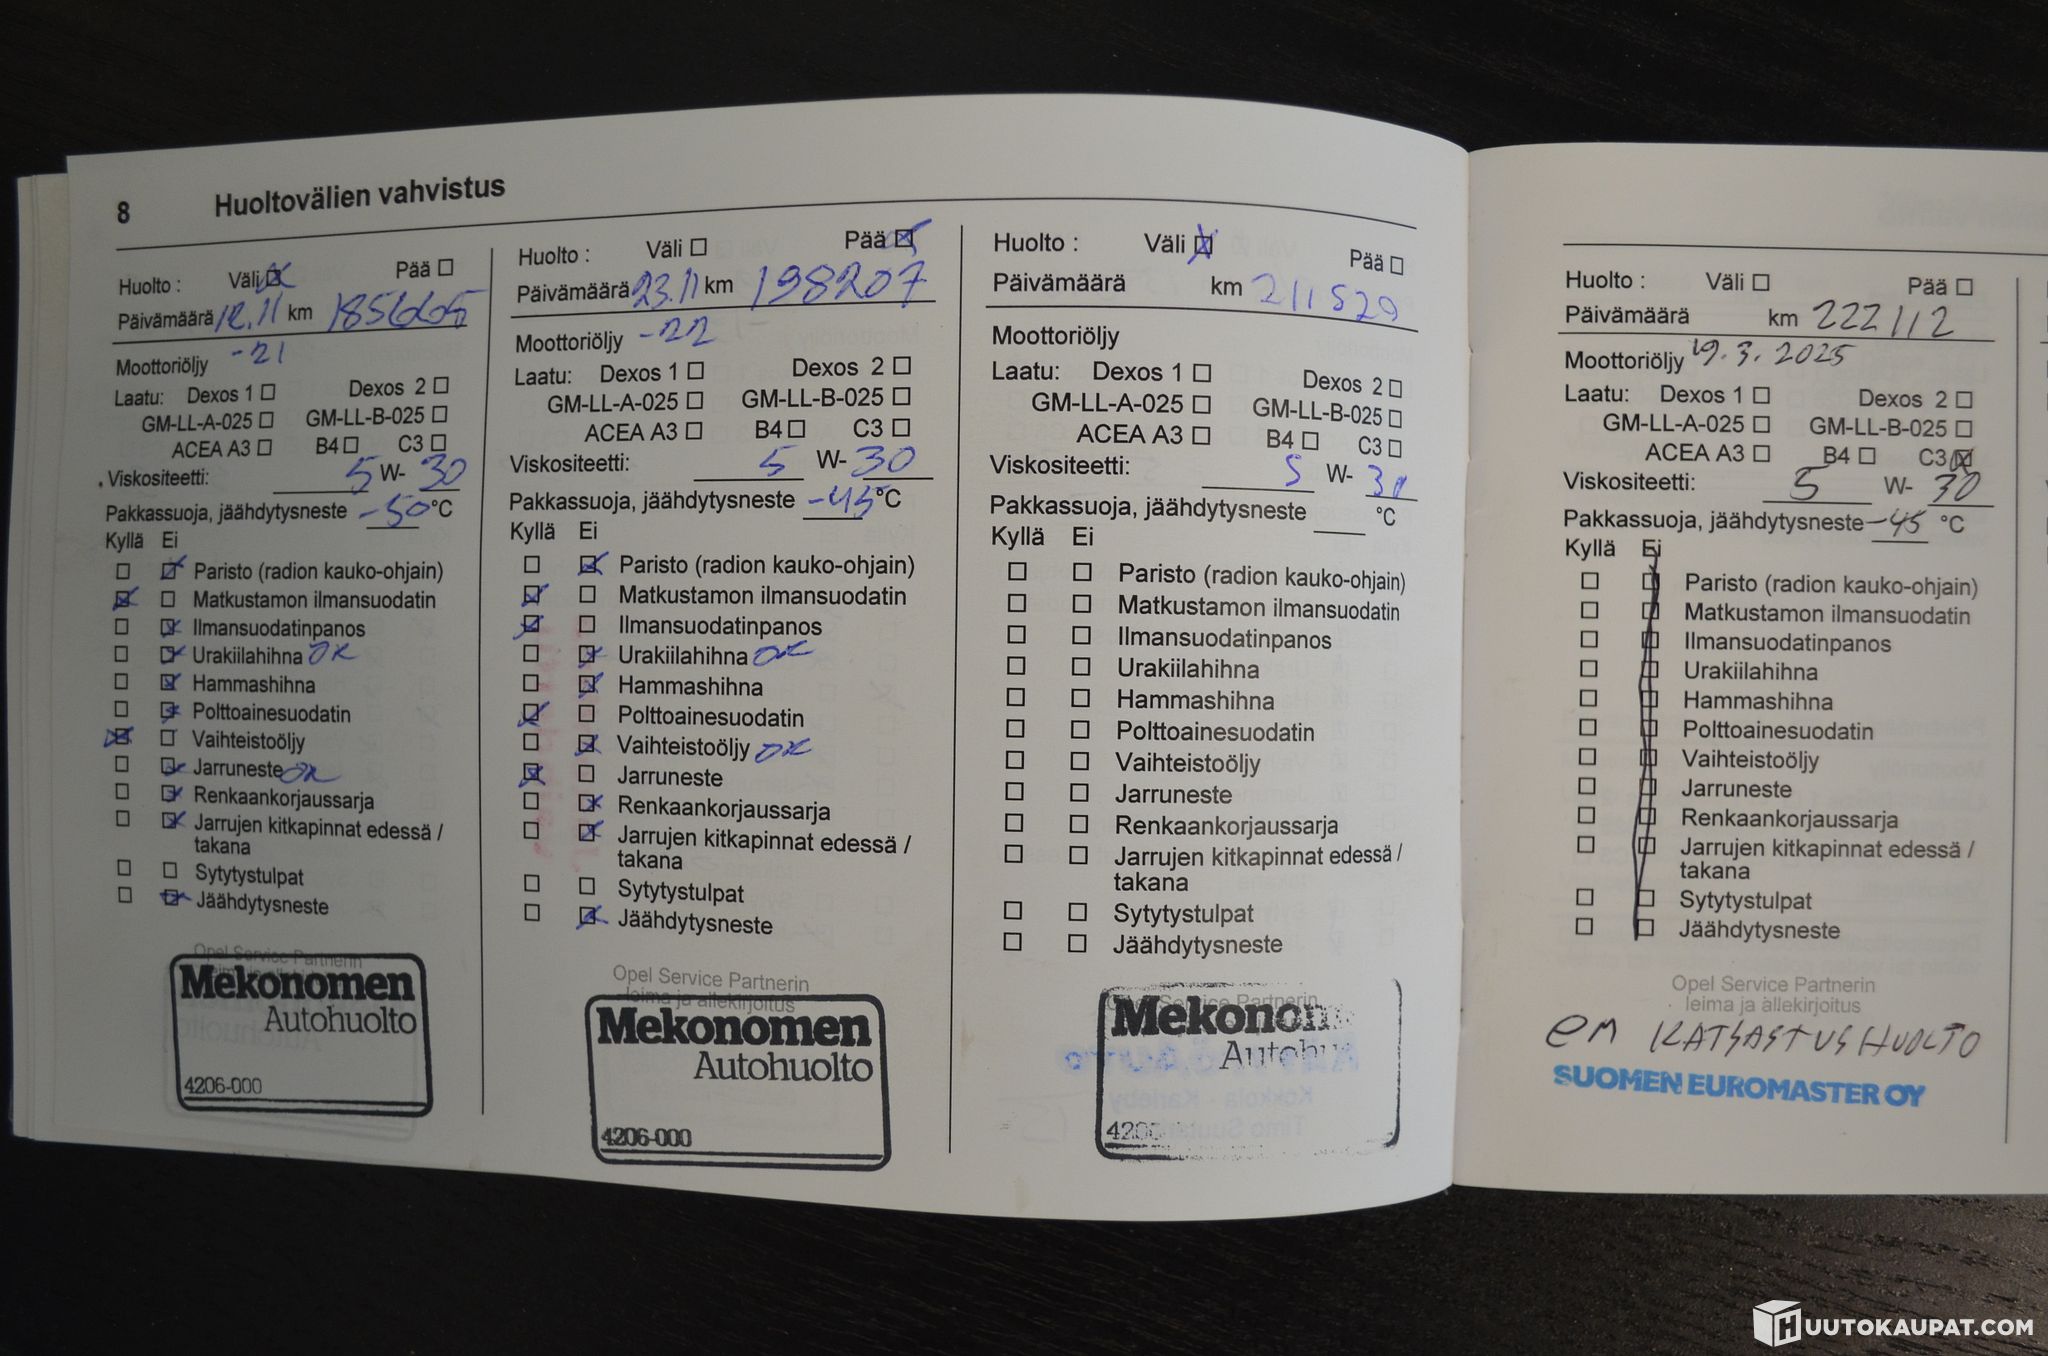 8 Huoltovälien vahvistus
Huolto : Väli Pää
Päivämäärä 12.11 km 185665
-21
Moottoriöljy
Laatu: Dexos 1 Dexos 2
GM-LL-A-025 GM-LL-B-025
ACEA A3 B4 C3
Viskositeetti: 5 W- 30
Pakkassuoja, jäähdytysneste -50 °C
Kyllä Ei
Paristo (radion kauko-ohjain)
Matkustamon ilmansuodatin
Ilmansuodatinpanos
Urakiilahihna OK
Hammashihna
Polttoainesuodatin
Vaihteistoöljy
Jarruneste OK
Renkaankorjaussarja
Jarrujen kitkapinnat edessä /
takana
Sytytystulpat
Jäähdytysneste
Opel Service Partnerin
Mekonomen
Autohuolto
4206-000
Huolto : Väli Pää
Päivämäärä 23.11 km 198207
Moottoriöljy -22
Laatu: Dexos 1 Dexos 2
GM-LL-A-025 GM-LL-B-025
ACEA A3 B4 C3
Viskositeetti: 5 W- 30
Pakkassuoja, jäähdytysneste -45 °C
Kyllä Ei
Paristo (radion kauko-ohjain)
Matkustamon ilmansuodatin
Ilmansuodatinpanos
Urakiilahihna OK
Hammashihna
Polttoainesuodatin
Vaihteistoöljy OK
Jarruneste
Renkaankorjaussarja
Jarrujen kitkapinnat edessä /
takana
Sytytystulpat
Jäähdytysneste
Opel Service Partnerin
leima ja allekirjoitus
Mekonomen
Autohuolto
4206-000
Huolto : Väli Pää
Päivämäärä km 211529
Moottoriöljy
Laatu: Dexos 1 Dexos 2
GM-LL-A-025 GM-LL-B-025
ACEA A3 B4 C3
Viskositeetti: 5 W- 30
Pakkassuoja, jäähdytysneste °C
Kyllä Ei
Paristo (radion kauko-ohjain)
Matkustamon ilmansuodatin
Ilmansuodatinpanos
Urakiilahihna
Hammashihna
Polttoainesuodatin
Vaihteistoöljy
Jarruneste
Renkaankorjaussarja
Jarrujen kitkapinnat edessä /
takana
Sytytystulpat
Jäähdytysneste
Opel Service Partnerin
Huolto : Väli Pää
Päivämäärä km 222112
Moottoriöljy 19.3.2025
Laatu: Dexos 1 Dexos 2
GM-LL-A-025 GM-LL-B-025
ACEA A3 B4 C3
Viskositeetti: 5 W- 30
Pakkassuoja, jäähdytysneste -45 °C
Kyllä Ei
Paristo (radion kauko-ohjain)
Matkustamon ilmansuodatin
Ilmansuodatinpanos
Urakiilahihna
Hammashihna
Polttoainesuodatin
Vaihteistoöljy
Jarruneste
Renkaankorjaussarja
Jarrujen kitkapinnat edessä /
takana
Sytytystulpat
Jäähdytysneste
Opel Service Partnerin
leima ja allekirjoitus
em KATSASTUSHUOLTO
SUOMEN EUROMASTER OY
HUUTOKAUPAT.COM